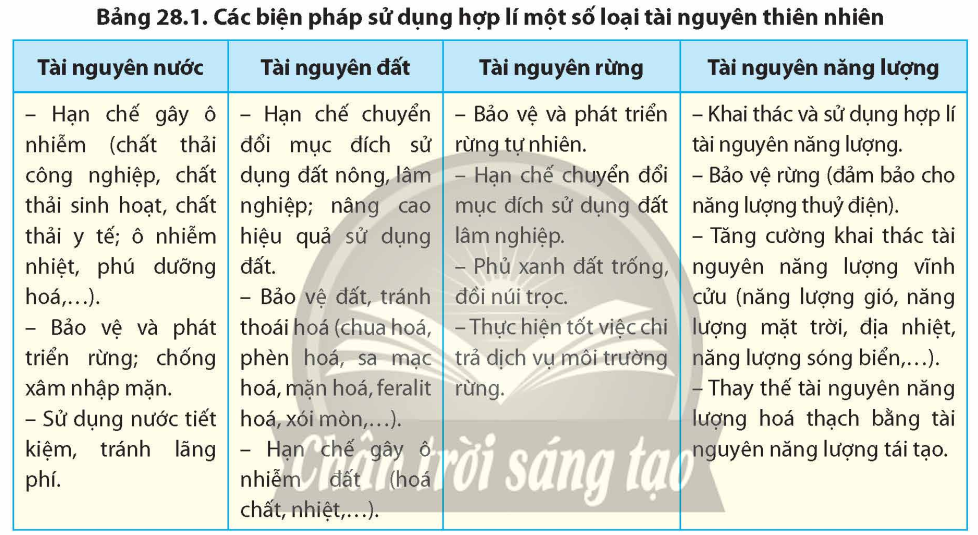 Bảng 28.1. Các biện pháp sử dụng hợp lí một số loại tài nguyên thiên nhiên
Tài nguyên nước
– Hạn chế gây ô
nhiễm (chất thải
công nghiệp, chất
thải sinh hoạt, chất
thải y tế; ô nhiễm
nhiệt, phú dưỡng
hoá,…).
– Bảo vệ và phát
triển rừng; chống
xâm nhập mặn.
– Sử dụng nước tiết
kiệm, tránh lãng
phí.
Tài nguyên đất
– Hạn chế chuyển
đổi mục đích sử
dụng đất nông, lâm
nghiệp; nâng cao
hiệu quả sử dụng
đất.
– Bảo vệ đất, tránh
thoái hoá (chua hoá,
phèn hoá, sa mạc
hoá, mặn hoá, feralit
hoá, xói mòn,…).
– Hạn chế gây ô
nhiễm đất (hoá
chất, nhiệt,…).
Tài nguyên rừng
– Bảo vệ và phát triển
rừng tự nhiên.
– Hạn chế chuyển đổi
mục đích sử dụng đất
lâm nghiệp.
– Phủ xanh đất trống,
đồi núi trọc.
– Thực hiện tốt việc chi
trả dịch vụ môi trường
rừng.
Tài nguyên năng lượng
– Khai thác và sử dụng hợp lí
tài nguyên năng lượng.
– Bảo vệ rừng (đảm bảo cho
năng lượng thuỷ điện).
– Tăng cường khai thác tài
nguyên năng lượng vĩnh
cửu (năng lượng gió, năng
lượng mặt trời, địa nhiệt,
năng lượng sóng biển,…).
– Thay thế tài nguyên năng
lượng hoá thạch bằng tài
nguyên năng lượng tái tạo.
Chân trời sáng tạo